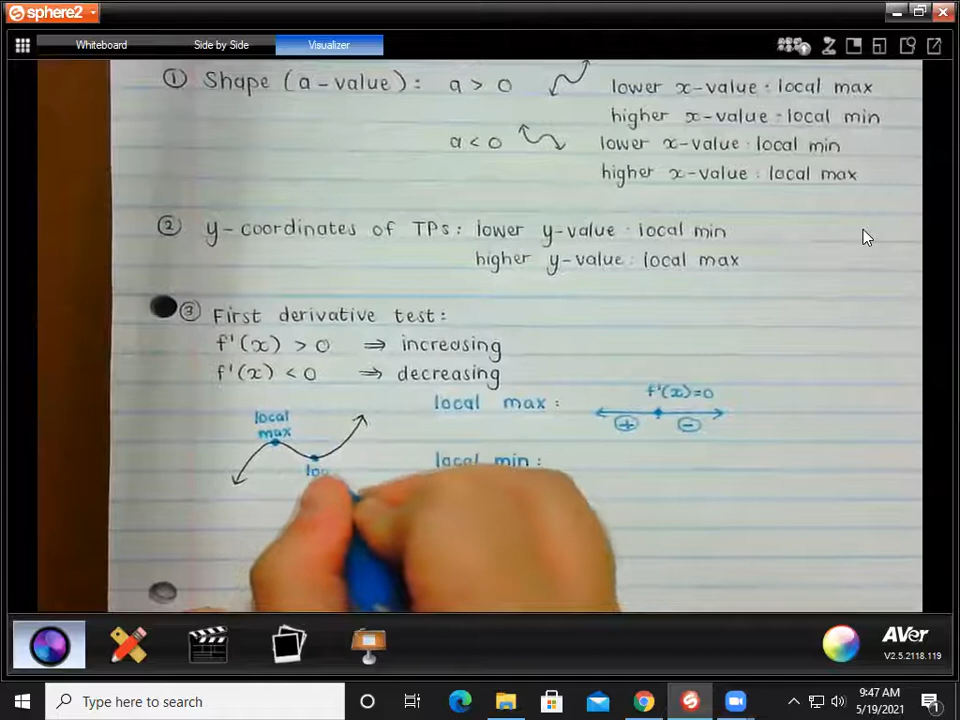 sphere2
Whiteboard Side by Side Visualizer
① Shape (a-value): a > 0 lower x-value: local max
higher x-value: local min
a < 0 lower x-value: local min
higher x-value: local max
② y-coordinates of TPs: lower y-value: local min
higher y-value: local max
③ First derivative test:
f'(x) > 0 ⇒ increasing
f'(x) < 0 ⇒ decreasing
local max
local max: f'(x)=0
+ -
loc
local min:
AVer
V2.5.2118.119
Type here to search
9:47 AM
5/19/2021
1